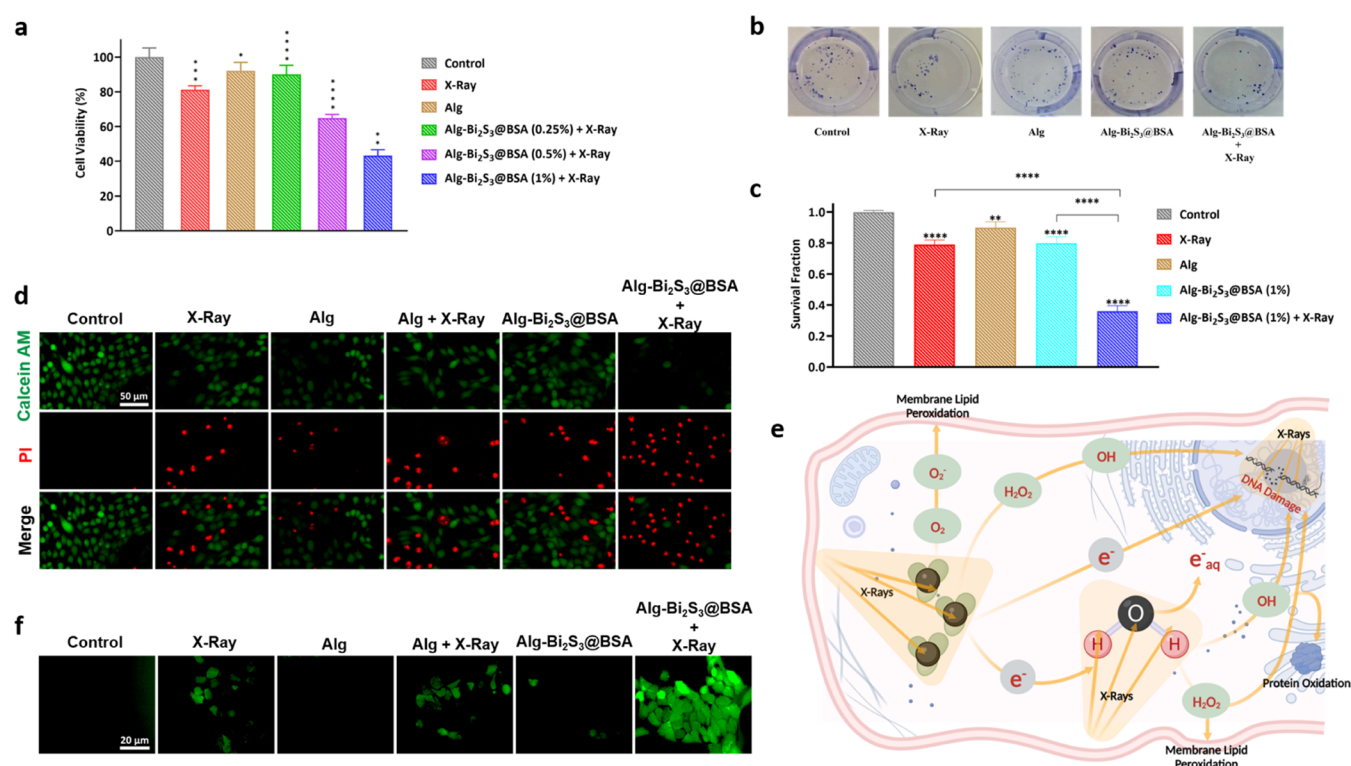 a
Cell Viability (%)
100
80
60
40
20
0
***
*
****
****
**
Control
X-Ray
Alg
Alg-Bi₂S₃@BSA (0.25%) + X-Ray
Alg-Bi₂S₃@BSA (0.5%) + X-Ray
Alg-Bi₂S₃@BSA (1%) + X-Ray
b
Control
X-Ray
Alg
Alg-Bi₂S₃@BSA
Alg-Bi₂S₃@BSA
+
X-Ray
c
Survival Fraction
1.0
0.8
0.6
0.4
0.2
0.0
****
****
****
**
****
****
Control
X-Ray
Alg
Alg-Bi₂S₃@BSA (1%)
Alg-Bi₂S₃@BSA (1%) + X-Ray
d
Control
X-Ray
Alg
Alg + X-Ray
Alg-Bi₂S₃@BSA
Alg-Bi₂S₃@BSA
+
X-Ray
Calcein AM
50 µm
PI
Merge
e
Membrane Lipid
Peroxidation
O₂⁻
O₂
H₂O₂
OH
X-Rays
DNA Damage
X-Rays
e⁻
e⁻aq
O
H
H
X-Rays
e⁻
OH
H₂O₂
Protein Oxidation
Membrane Lipid
Peroxidation
f
Control
X-Ray
Alg
Alg + X-Ray
Alg-Bi₂S₃@BSA
Alg-Bi₂S₃@BSA
+
X-Ray
20 µm